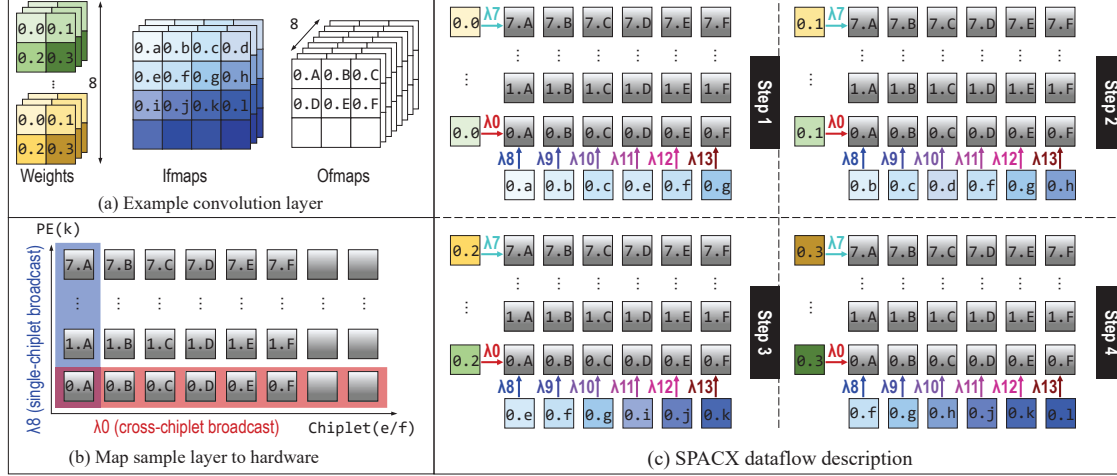 0.0 0.1
0.2 0.3
8
0.0 0.1
0.2 0.3
Weights
0.a 0.b 0.c 0.d
0.e 0.f 0.g 0.h
0.i 0.j 0.k 0.l
Ifmaps
8
0.A 0.B 0.C
0.D 0.E 0.F
Ofmaps
(a) Example convolution layer
PE(k)
λ8 (single-chiplet broadcast)
7.A 7.B 7.C 7.D 7.E 7.F
1.A 1.B 1.C 1.D 1.E 1.F
0.A 0.B 0.C 0.D 0.E 0.F
λ0 (cross-chiplet broadcast)
Chiplet(e/f)
(b) Map sample layer to hardware
0.0 λ7 7.A 7.B 7.C 7.D 7.E 7.F
1.A 1.B 1.C 1.D 1.E 1.F
0.0 λ0 0.A 0.B 0.C 0.D 0.E 0.F
λ8 λ9 λ10 λ11 λ12 λ13
0.a 0.b 0.c 0.e 0.f 0.g
Step 1
0.1 λ7 7.A 7.B 7.C 7.D 7.E 7.F
1.A 1.B 1.C 1.D 1.E 1.F
0.1 λ0 0.A 0.B 0.C 0.D 0.E 0.F
λ8 λ9 λ10 λ11 λ12 λ13
0.b 0.c 0.d 0.f 0.g 0.h
Step 2
0.2 λ7 7.A 7.B 7.C 7.D 7.E 7.F
1.A 1.B 1.C 1.D 1.E 1.F
0.2 λ0 0.A 0.B 0.C 0.D 0.E 0.F
λ8 λ9 λ10 λ11 λ12 λ13
0.e 0.f 0.g 0.i 0.j 0.k
Step 3
0.3 λ7 7.A 7.B 7.C 7.D 7.E 7.F
1.A 1.B 1.C 1.D 1.E 1.F
0.3 λ0 0.A 0.B 0.C 0.D 0.E 0.F
λ8 λ9 λ10 λ11 λ12 λ13
0.f 0.g 0.h 0.j 0.k 0.l
Step 4
(c) SPACX dataflow description